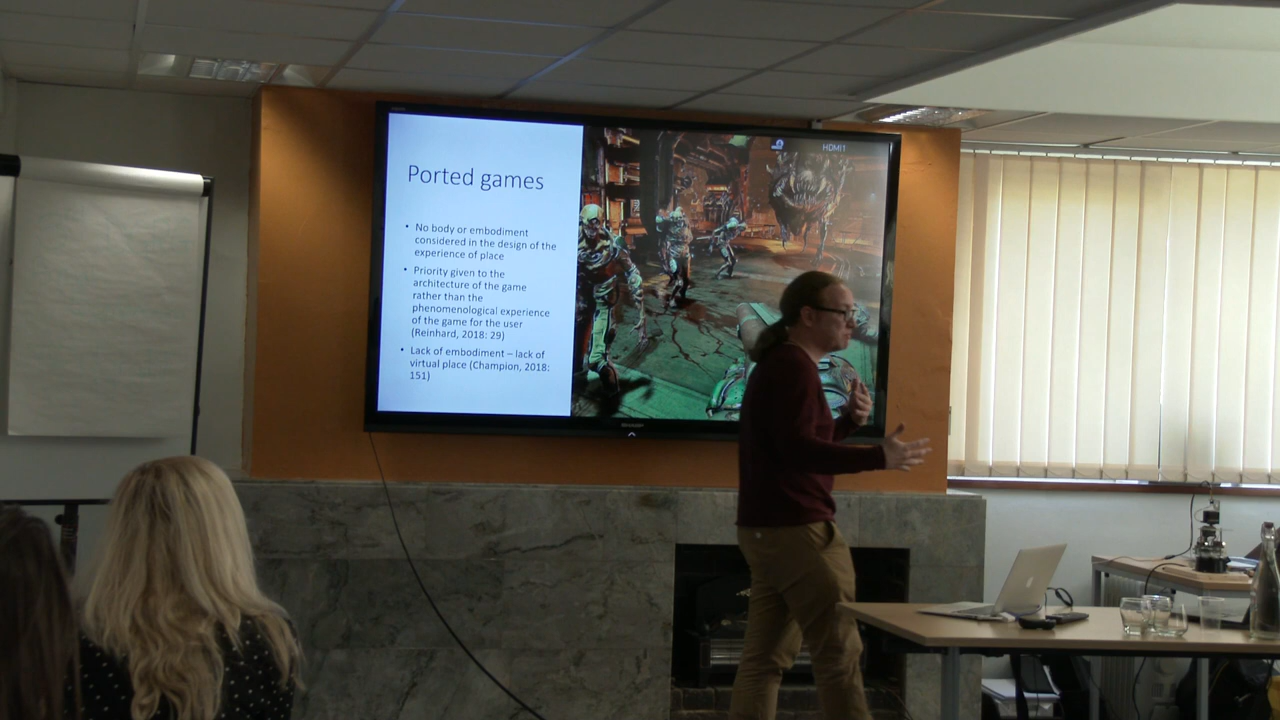 HDMI1
Ported games
• No body or embodiment
considered in the design of the
experience of place
• Priority given to the
architecture of the game
rather than the
phenomenological experience
of the game for the user
(Reinhard, 2018: 29)
• Lack of embodiment – lack of
virtual place (Champion, 2018:
151)
SHARP